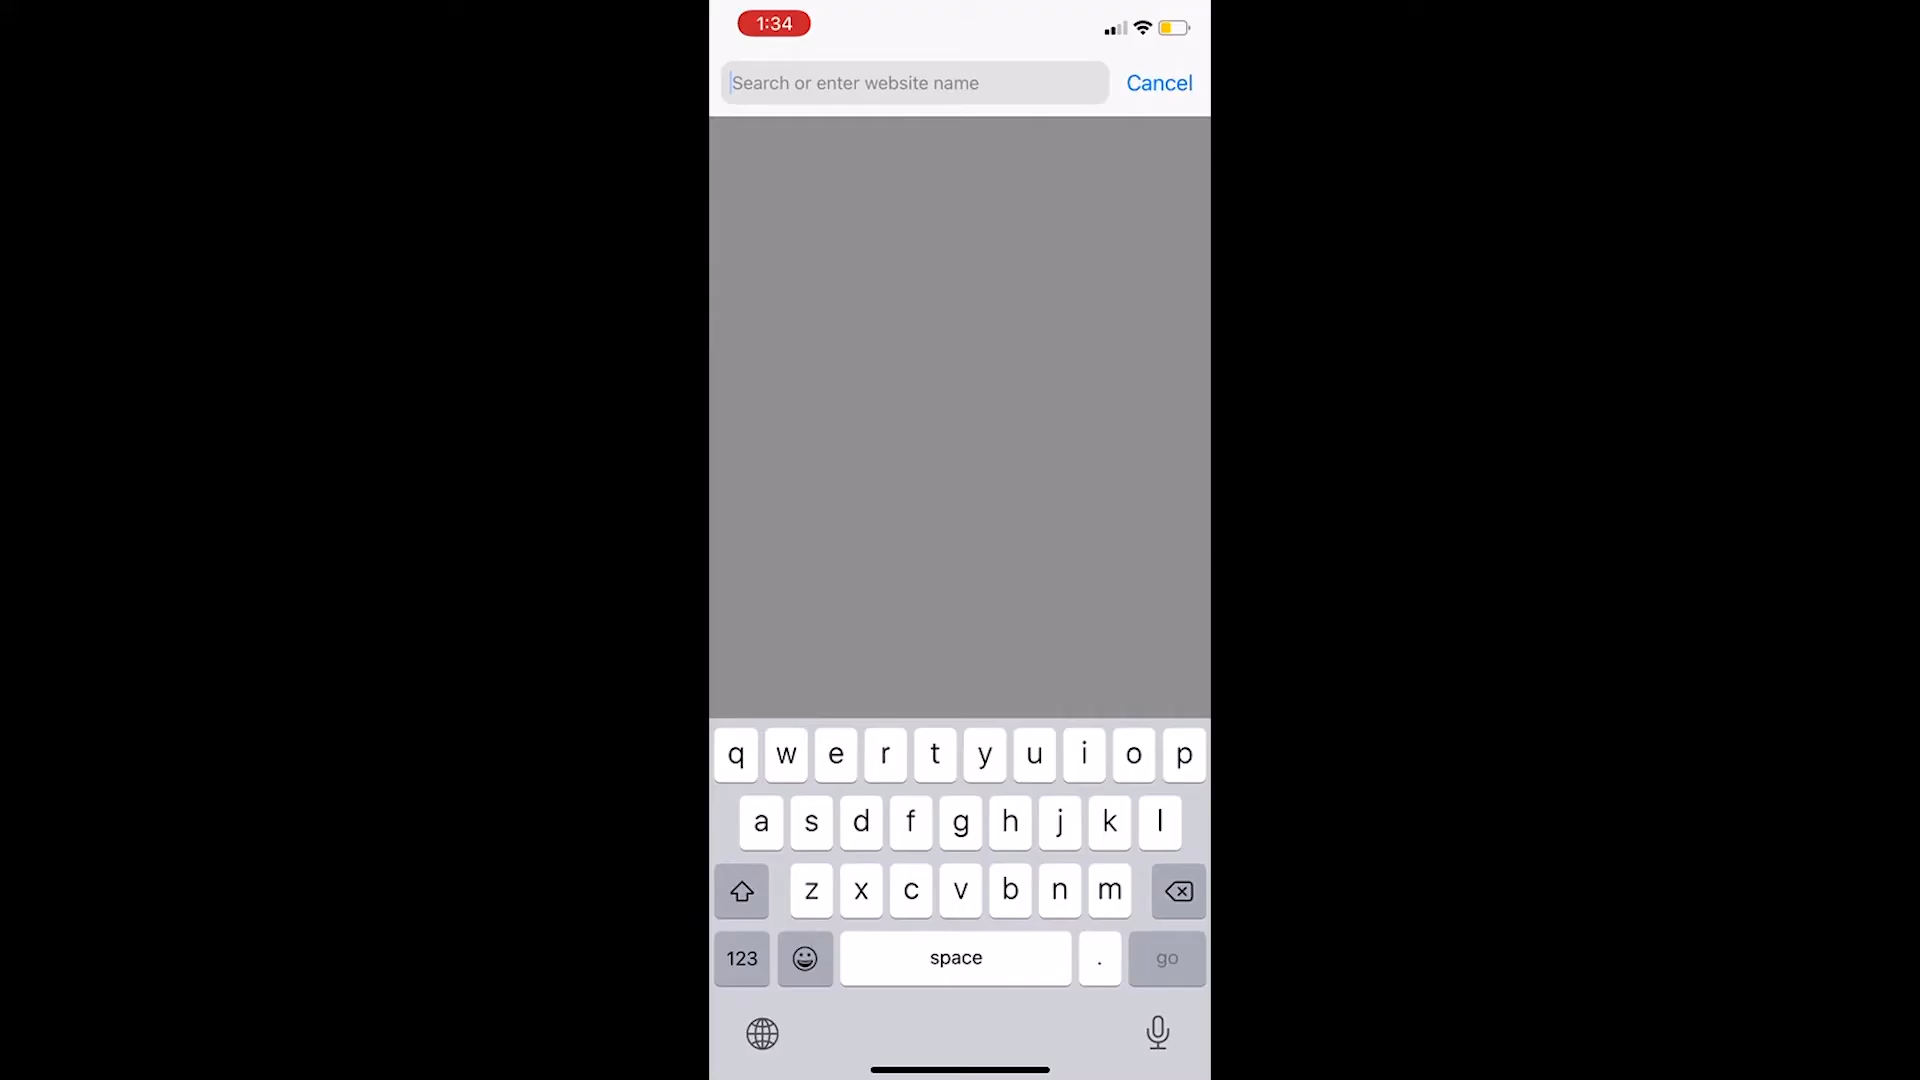 1:34
Search or enter website name Cancel
q w e r t y u i o p
a s d f g h j k l
z x c v b n m
123 space . go